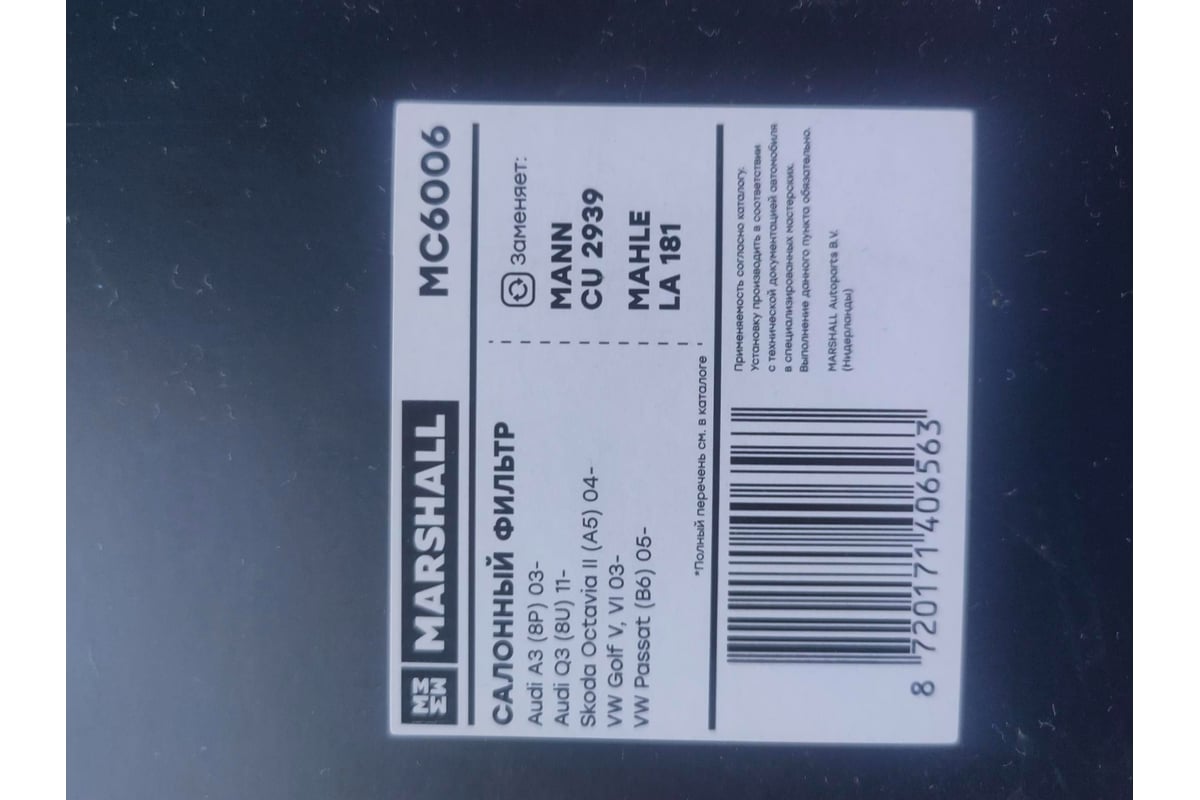 MARSHALL
MC6006
САЛОННЫЙ ФИЛЬТР
Audi A3 (8P) 03-
Audi Q3 (8U) 11-
Skoda Octavia II (A5) 04-
VW Golf V, VI 03-
VW Passat (B6) 05-
Заменяет:
MANN
CU 2939
MAHLE
LA 181
*Полный перечень см. в каталоге
Применяемость согласно каталогу.
Установку производить в соответствии
с технической документацией автомобиля
в специализированных мастерских.
Выполнение данного пункта обязательно.
MARSHALL Autoparts B.V.
(Нидерланды)
8 720171 406563